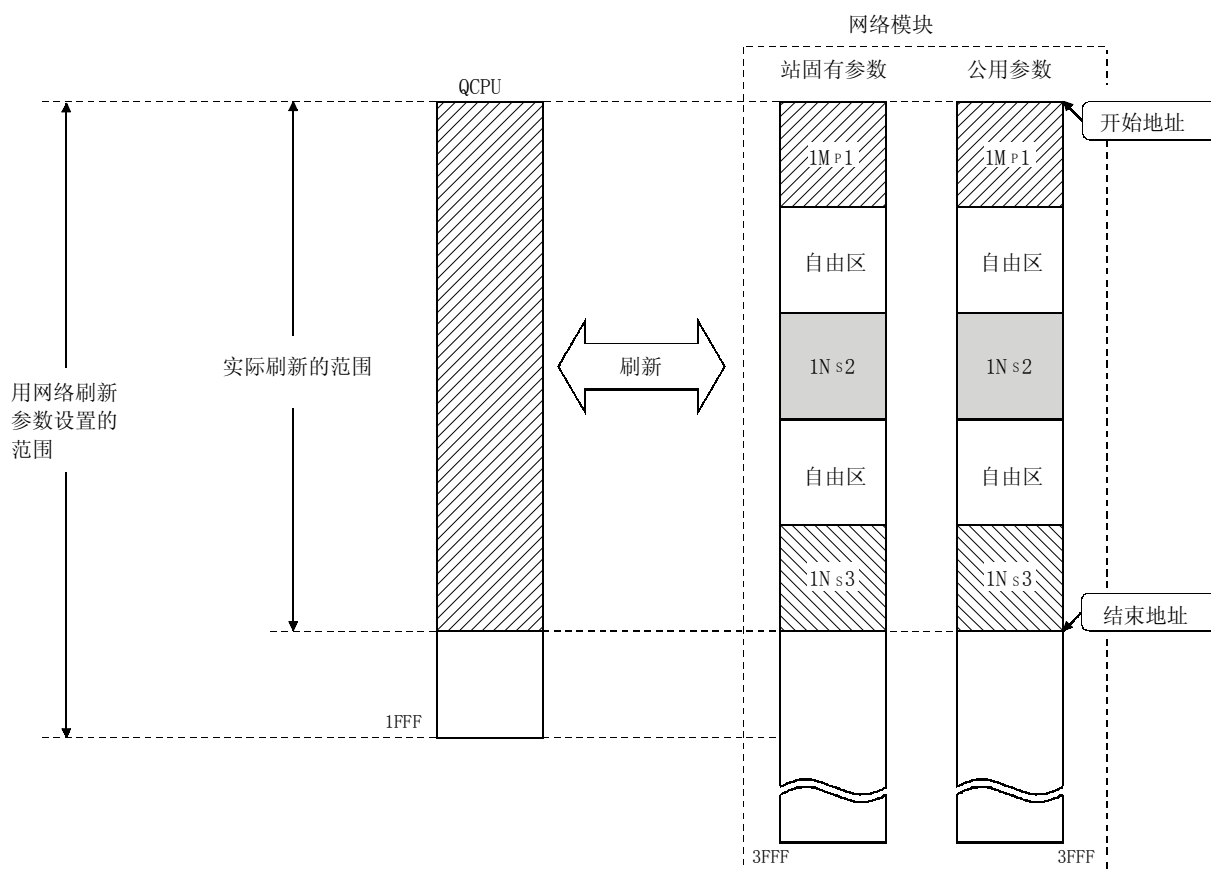 网络模块
站固有参数
公用参数
QCPU
开始地址
1MP1
1MP1
自由区
自由区
实际刷新的范围
刷新
1NS2
1NS2
用网络刷新
参数设置的
范围
自由区
自由区
1NS3
1NS3
结束地址
1FFF
3FFF
3FFF